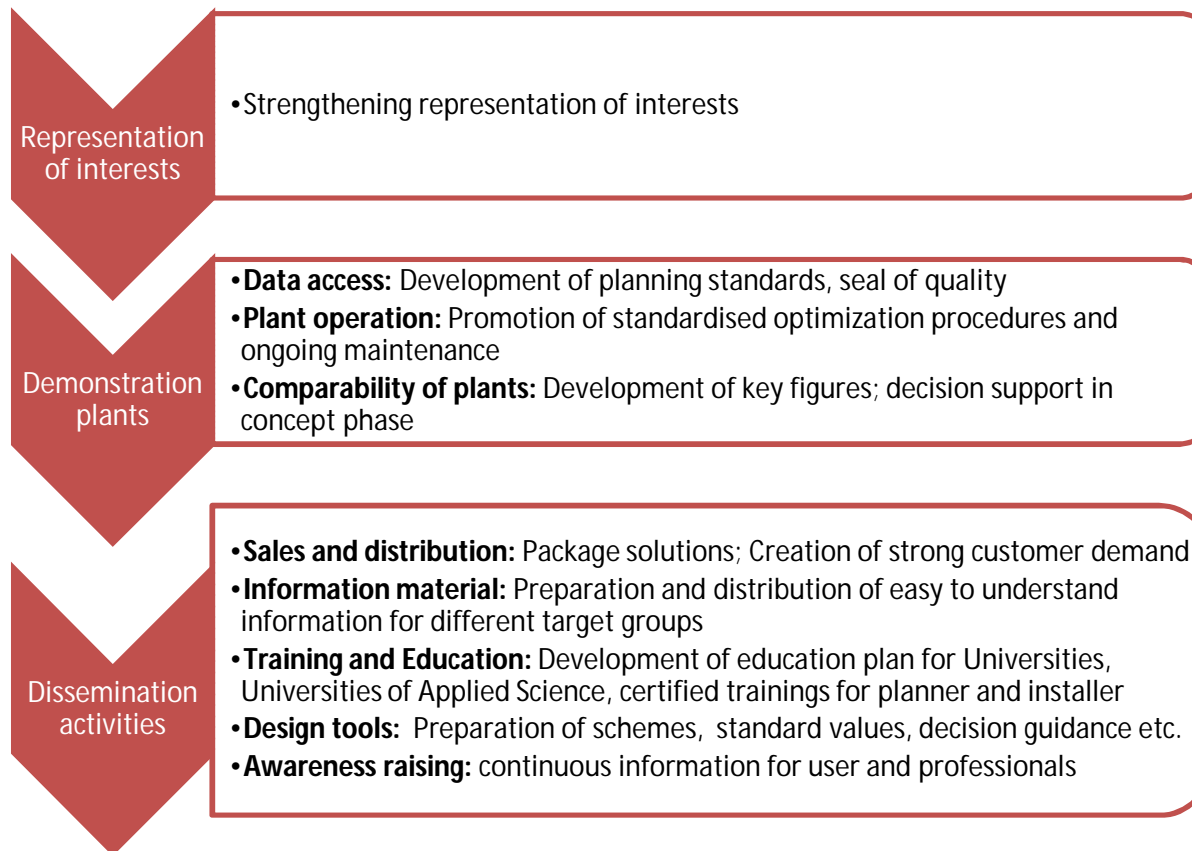 Representation
of interests
•Strengthening representation of interests
Demonstration
plants
•Data access: Development of planning standards, seal of quality
•Plant operation: Promotion of standardised optimization procedures and
ongoing maintenance
•Comparability of plants: Development of key figures; decision support in
concept phase
Dissemination
activities
•Sales and distribution: Package solutions; Creation of strong customer demand
•Information material: Preparation and distribution of easy to understand
information for different target groups
•Training and Education: Development of education plan for Universities,
Universities of Applied Science, certified trainings for planner and installer
•Design tools: Preparation of schemes, standard values, decision guidance etc.
•Awareness raising: continuous information for user and professionals